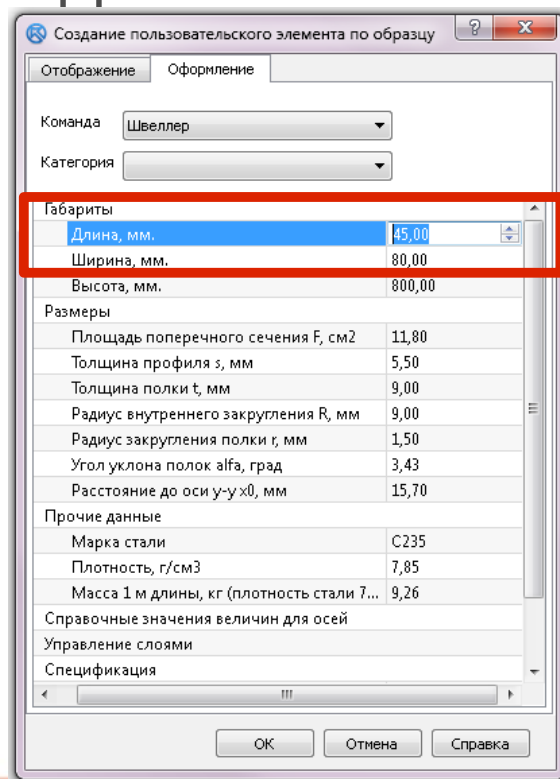 Создание пользовательского элемента по образцу
Отображение Оформление
Команда Швеллер
Категория
Габариты
Длина, мм. 45,00
Ширина, мм. 80,00
Высота, мм. 800,00
Размеры
Площадь поперечного сечения F, см2 11,80
Толщина профиля s, мм 5,50
Толщина полки t, мм 9,00
Радиус внутреннего закругления R, мм 9,00
Радиус закругления полки r, мм 1,50
Угол уклона полок alfa, град 3,43
Расстояние до оси y-y x0, мм 15,70
Прочие данные
Марка стали C235
Плотность, г/см3 7,85
Масса 1 м длины, кг (плотность стали 7... 9,26
Справочные значения величин для осей
Управление слоями
Спецификация
ОК Отмена Справка